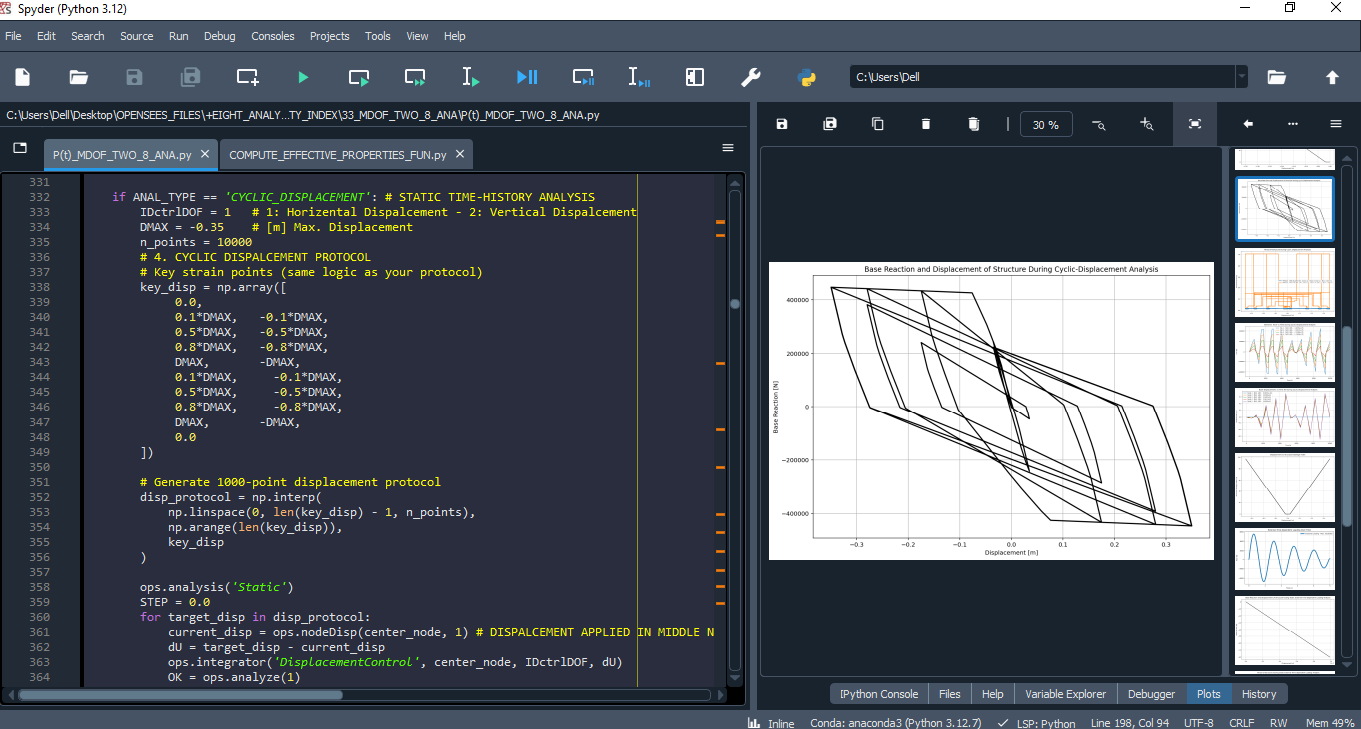 Spyder (Python 3.12)
File Edit Search Source Run Debug Consoles Projects Tools View Help
C:\Users\Dell
C:\Users\Dell\Desktop\OPENSEES_FILES\+EIGHT_ANALY...TY_INDEX\33_MDOF_TWO_8_ANA\P(t)_MDOF_TWO_8_ANA.py
30 %
P(t)_MDOF_TWO_8_ANA.py COMPUTE_EFFECTIVE_PROPERTIES_FUN.py
331
332 if ANAL_TYPE == 'CYCLIC_DISPLACEMENT': # STATIC TIME-HISTORY ANALYSIS
333 IDctrlDOF = 1 # 1: Horizental Dispalcement - 2: Vertical Dispalcement
334 DMAX = -0.35 # [m] Max. Displacement
335 n_points = 10000
336 # 4. CYCLIC DISPALCEMENT PROTOCOL
337 # Key strain points (same logic as your protocol)
338 key_disp = np.array([
339 0.0,
340 0.1*DMAX, -0.1*DMAX,
341 0.5*DMAX, -0.5*DMAX,
342 0.8*DMAX, -0.8*DMAX,
343 DMAX, -DMAX,
344 0.1*DMAX, -0.1*DMAX,
345 0.5*DMAX, -0.5*DMAX,
346 0.8*DMAX, -0.8*DMAX,
347 DMAX, -DMAX,
348 0.0
349 ])
350
351 # Generate 1000-point displacement protocol
352 disp_protocol = np.interp(
353 np.linspace(0, len(key_disp) - 1, n_points),
354 np.arange(len(key_disp)),
355 key_disp
356 )
357
358 ops.analysis('Static')
359 STEP = 0.0
360 for target_disp in disp_protocol:
361 current_disp = ops.nodeDisp(center_node, 1) # DISPALCEMENT APPLIED IN MIDDLE N
362 dU = target_disp - current_disp
363 ops.integrator('DisplacementControl', center_node, IDctrlDOF, dU)
364 OK = ops.analyze(1)
Base Reaction and Displacement of Structure During Cyclic-Displacement Analysis
400000
200000
0
−200000
−400000
Base Reaction [N]
−0.3 −0.2 −0.1 0.0 0.1 0.2 0.3
Displacement [m]
IPython Console Files Help Variable Explorer Debugger Plots History
Inline Conda: anaconda3 (Python 3.12.7) LSP: Python Line 198, Col 94 UTF-8 CRLF RW Mem 49%